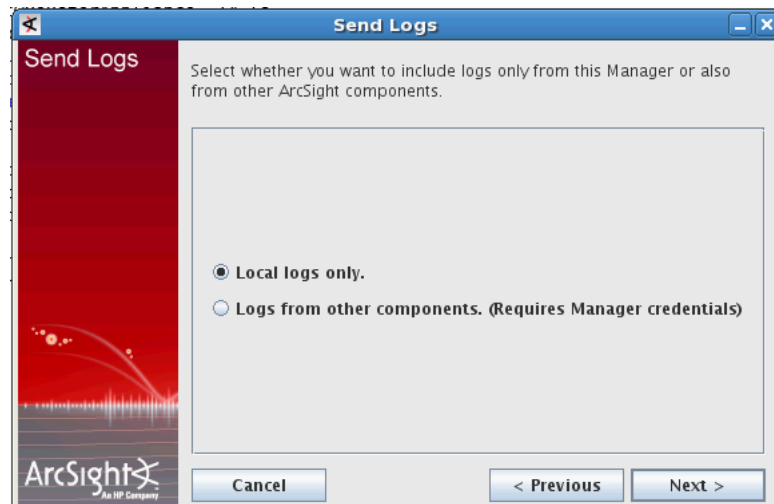 Send Logs
Send Logs
Select whether you want to include logs only from this Manager or also
from other ArcSight components.
Local logs only.
Logs from other components. (Requires Manager credentials)
ArcSight
An HP Company
Cancel
< Previous
Next >